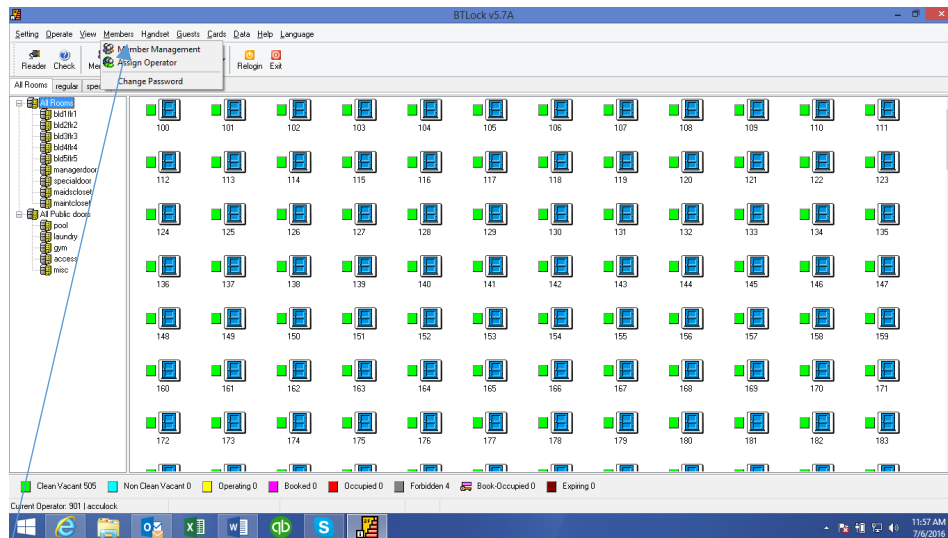 BTLock v5.7A
Setting Operate View Members Handset Guests Cards Data Help Language
Member Management
Assign Operator
Change Password
Reader Check Relogin Exit
All Rooms regular
All Rooms
bld1flr1
bld2flr2
bld3flr3
bld4flr4
bld5flr5
managerdoor
specialdoor
maidscloset
maintcloset
All Public doors
pool
laundry
gym
access
misc
100 101 102 103 104 105 106 107 108 109 110 111
112 113 114 115 116 117 118 119 120 121 122 123
124 125 126 127 128 129 130 131 132 133 134 135
136 137 138 139 140 141 142 143 144 145 146 147
148 149 150 151 152 153 154 155 156 157 158 159
160 161 162 163 164 165 166 167 168 169 170 171
172 173 174 175 176 177 178 179 180 181 182 183
Clean Vacant 505 Non Clean Vacant 0 Operating 0 Booked 0 Occupied 0 Forbidden 4 Book-Occupied 0 Expiring 0
Current Operator: 901 | acculock
11:57 AM
7/6/2016